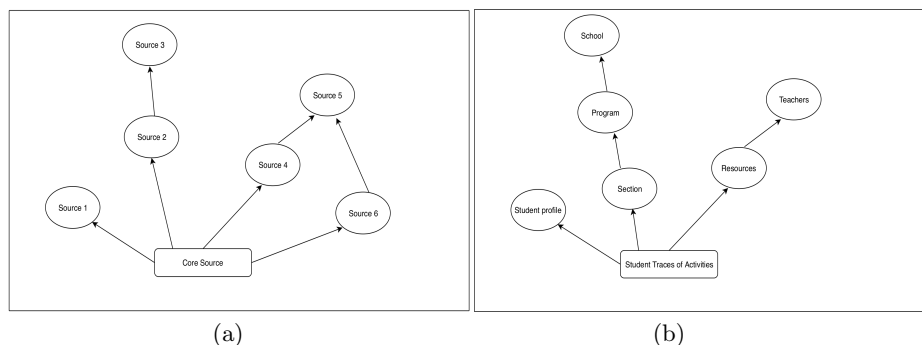 Source 3
Source 5
Source 2
Source 4
Source 1
Source 6
Core Source
(a)
School
Teachers
Program
Resources
Section
Student profile
Student Traces of Activities
(b)